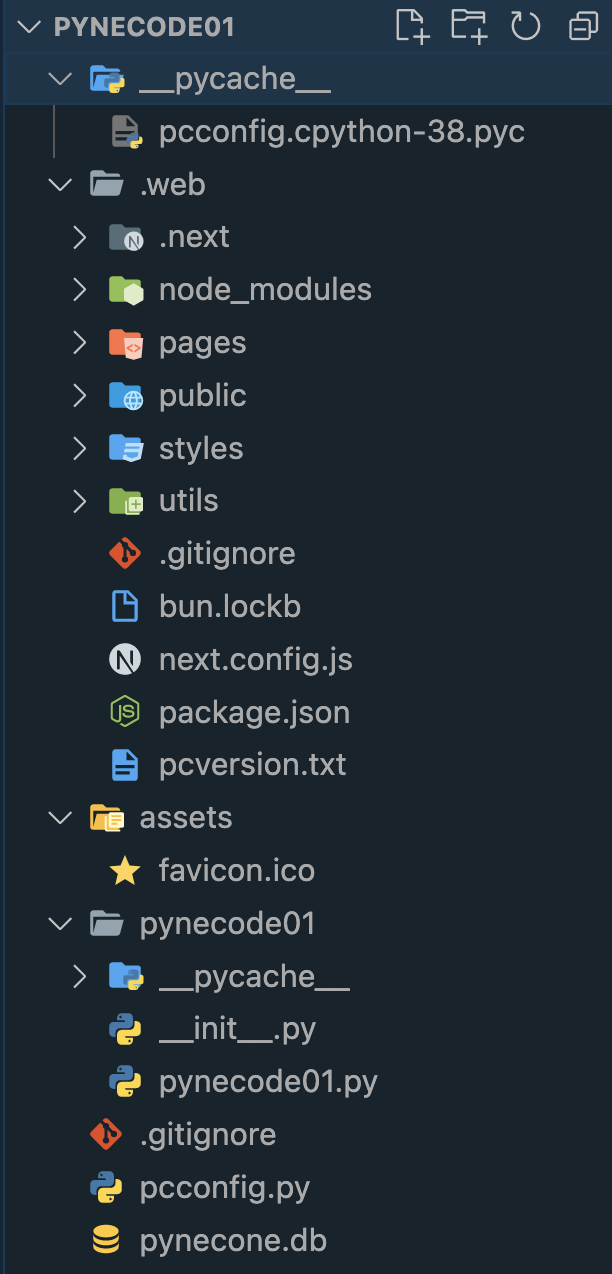 PYNECODE01
__pycache__
pcconfig.cpython-38.pyc
.web
.next
node_modules
pages
public
styles
utils
.gitignore
bun.lockb
next.config.js
package.json
pcversion.txt
assets
favicon.ico
pynecode01
__pycache__
__init__.py
pynecode01.py
.gitignore
pcconfig.py
pynecone.db